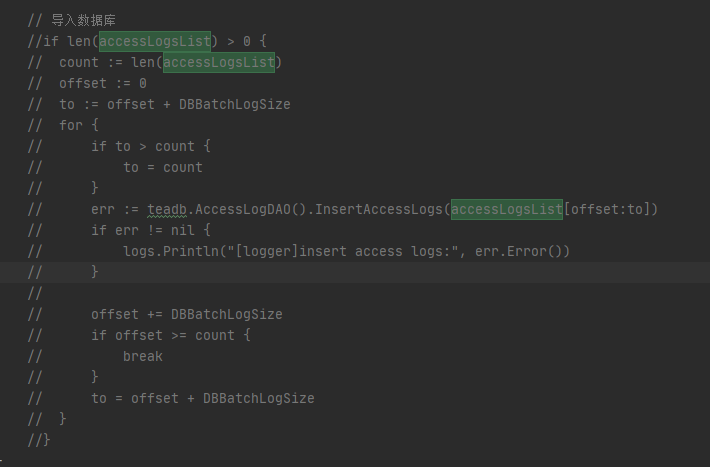 // 导入数据库
//if len(accessLogsList) > 0 {
//  count := len(accessLogsList)
//  offset := 0
//  to := offset + DBBatchLogSize
//  for {
//      if to > count {
//          to = count
//      }
//      err := teadb.AccessLogDAO().InsertAccessLogs(accessLogsList[offset:to])
//      if err != nil {
//          logs.Println("[logger]insert access logs:", err.Error())
//      }
//
//      offset += DBBatchLogSize
//      if offset >= count {
//          break
//      }
//      to = offset + DBBatchLogSize
//  }
//}